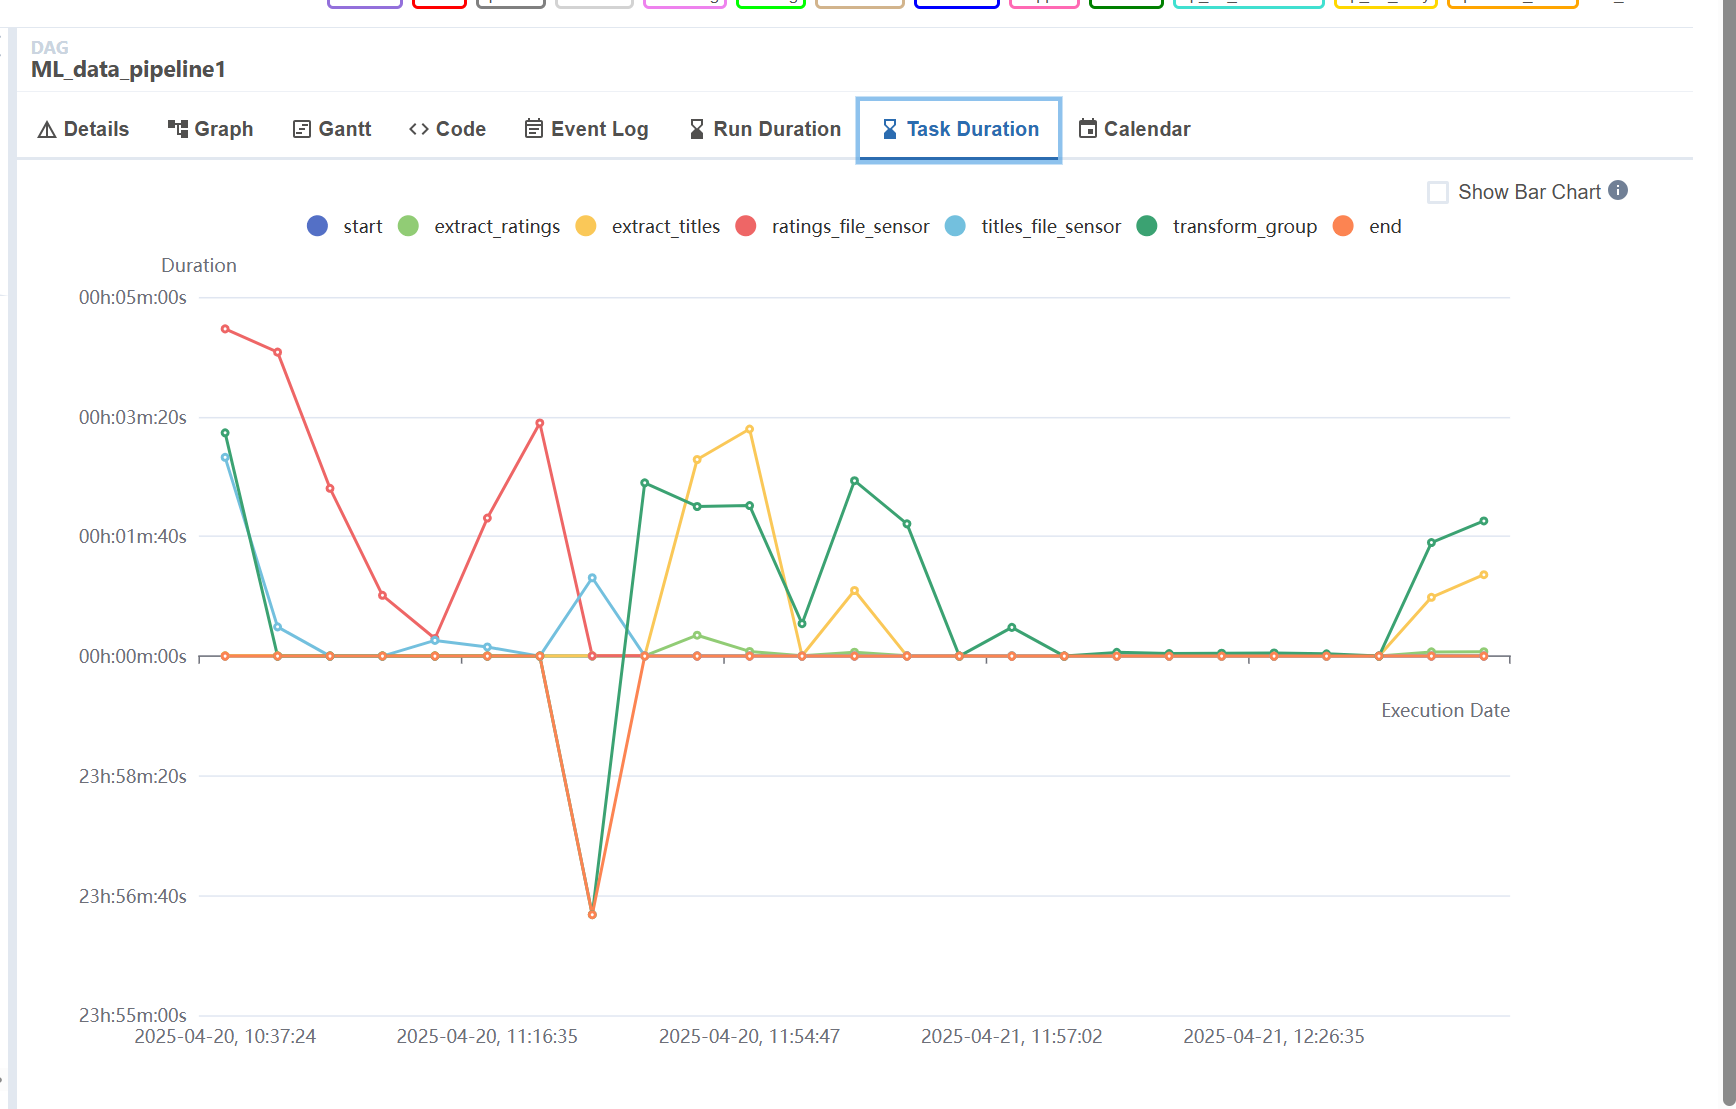 DAG
ML_data_pipeline1
Details Graph Gantt Code Event Log Run Duration Task Duration Calendar
Show Bar Chart
start extract_ratings extract_titles ratings_file_sensor titles_file_sensor transform_group end
Duration
00h:05m:00s
00h:03m:20s
00h:01m:40s
00h:00m:00s
Execution Date
23h:58m:20s
23h:56m:40s
23h:55m:00s
2025-04-20, 10:37:24 2025-04-20, 11:16:35 2025-04-20, 11:54:47 2025-04-21, 11:57:02 2025-04-21, 12:26:35